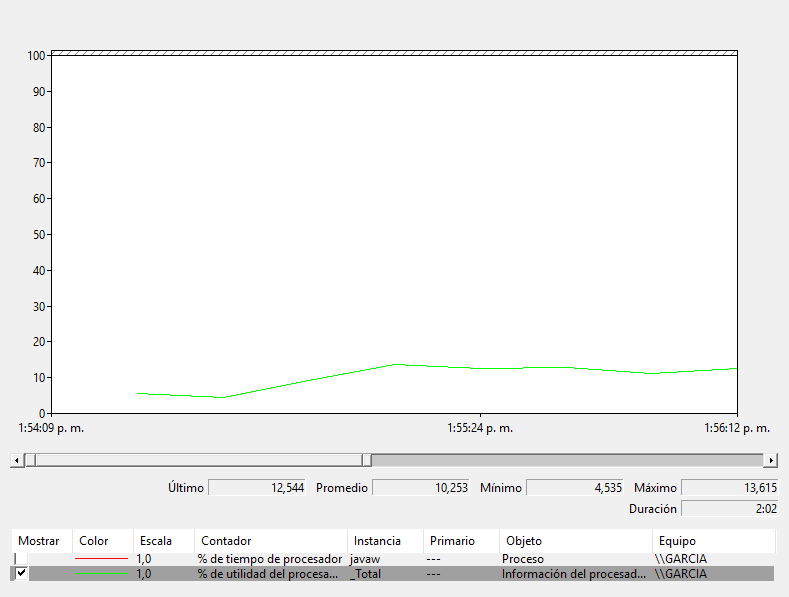 100
90
80
70
60
50
40
30
20
10
0
1:54:09 p. m. 1:55:24 p. m. 1:56:12 p. m.
Último 12,544 Promedio 10,253 Mínimo 4,535 Máximo 13,615
Duración 2:02
Mostrar Color Escala Contador Instancia Primario Objeto Equipo
1,0 % de tiempo de procesador javaw --- Proceso \\GARCIA
1,0 % de utilidad del procesa... _Total --- Información del procesad... \\GARCIA